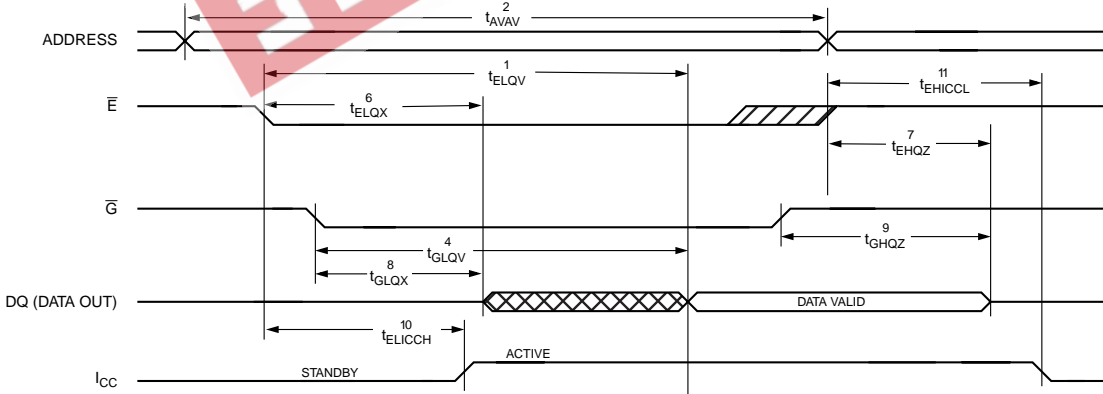 2
tAVAV
ADDRESS
1
tELQV
11
tEHICCL
E
6
tELQX
7
tEHQZ
G
9
tGHQZ
4
tGLQV
8
tGLQX
DQ (DATA OUT)
DATA VALID
10
tELICCH
ACTIVE
STANDBY
ICC